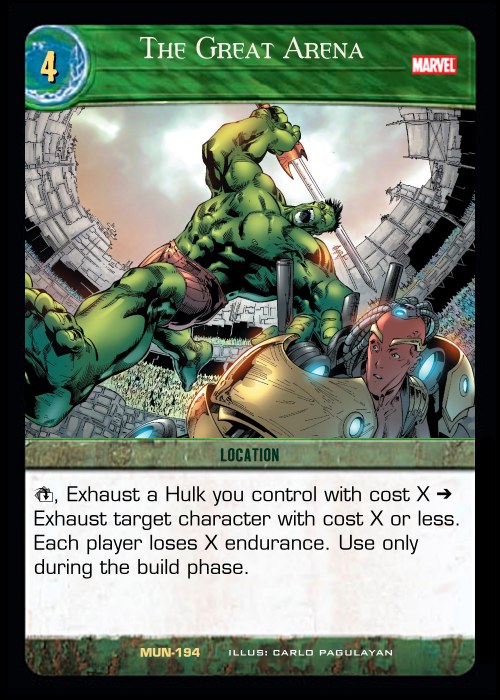 4
The Great Arena
MARVEL
LOCATION
, Exhaust a Hulk you control with cost X ➔
Exhaust target character with cost X or less.
Each player loses X endurance. Use only
during the build phase.
MUN-194 ILLUS: CARLO PAGULAYAN